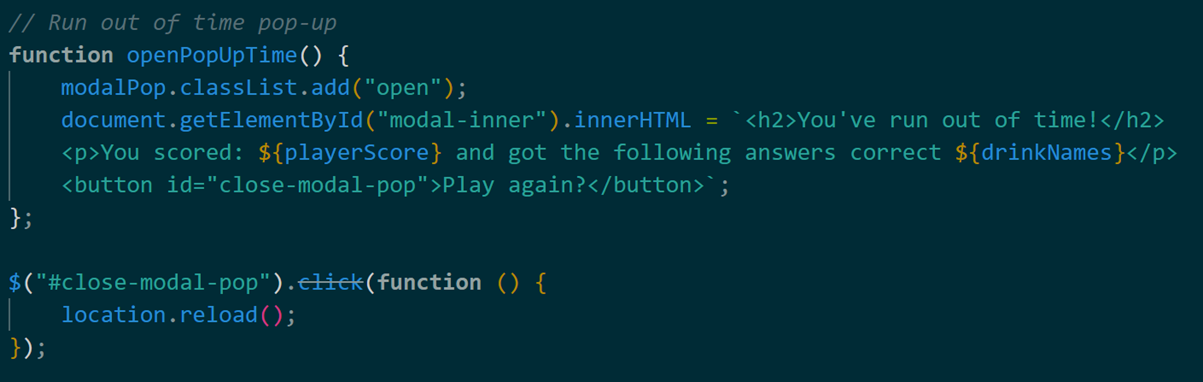 // Run out of time pop-up
function openPopUpTime() {
    modalPop.classList.add("open");
    document.getElementById("modal-inner").innerHTML = `<h2>You've run out of time!</h2>
    <p>You scored: ${playerScore} and got the following answers correct ${drinkNames}</p>
    <button id="close-modal-pop">Play again?</button>`;
};

$("#close-modal-pop").click(function () {
    location.reload();
});